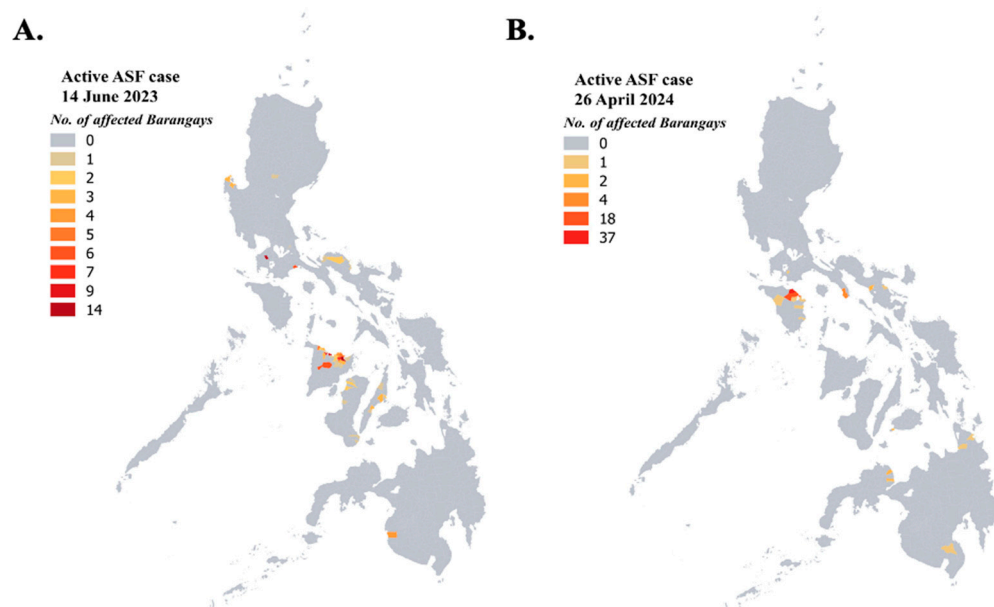 A.
Active ASF case
14 June 2023
No. of affected Barangays
0
1
2
3
4
5
6
7
9
14
B.
Active ASF case
26 April 2024
No. of affected Barangays
0
1
2
4
18
37